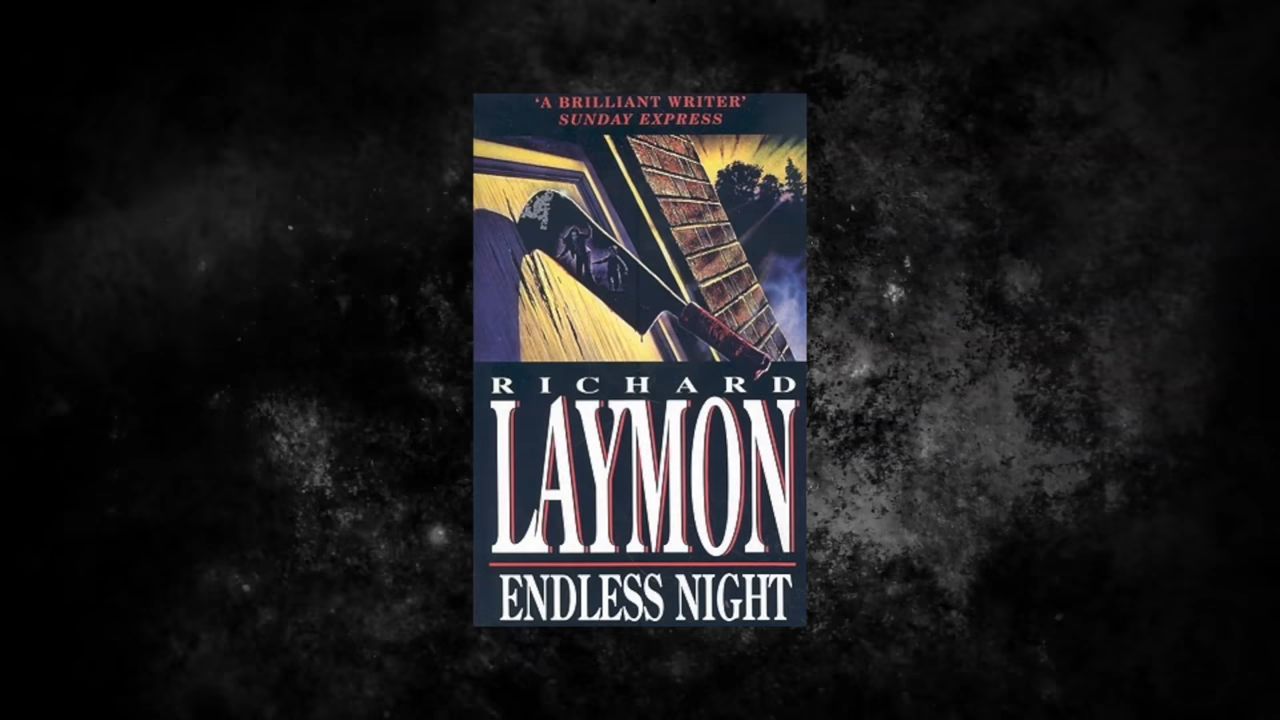 ‘A BRILLIANT WRITER’
SUNDAY EXPRESS
RICHARD
LAYMON
ENDLESS NIGHT